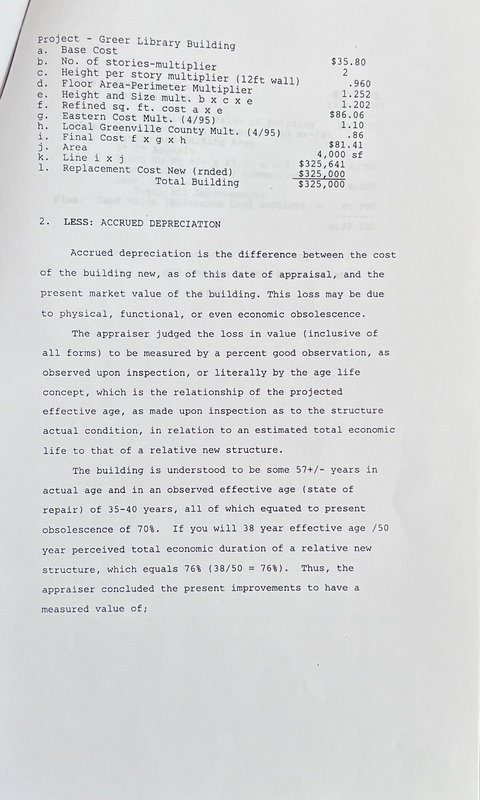 Project - Greer Library Building
a. Base Cost $35.80
b. No. of stories-multiplier 2
c. Height per story multiplier (12ft wall) .960
d. Floor Area-Perimeter Multiplier 1.252
e. Height and Size mult. b x c x e 1.202
f. Refined sq. ft. cost a x e $86.06
g. Eastern Cost Mult. (4/95) 1.10
h. Local Greenville County Mult. (4/95) .86
i. Final Cost f x g x h $81.41
j. Area 4,000 sf
k. Line i x j $325,641
l. Replacement Cost New (rnded) $325,000
Total Building $325,000
2. LESS: ACCRUED DEPRECIATION
Accrued depreciation is the difference between the cost
of the building new, as of this date of appraisal, and the
present market value of the building. This loss may be due
to physical, functional, or even economic obsolescence.
The appraiser judged the loss in value (inclusive of
all forms) to be measured by a percent good observation, as
observed upon inspection, or literally by the age life
concept, which is the relationship of the projected
effective age, as made upon inspection as to the structure
actual condition, in relation to an estimated total economic
life to that of a relative new structure.
The building is understood to be some 57+/- years in
actual age and in an observed effective age (state of
repair) of 35-40 years, all of which equated to present
obsolescence of 70%. If you will 38 year effective age /50
year perceived total economic duration of a relative new
structure, which equals 76% (38/50 = 76%). Thus, the
appraiser concluded the present improvements to have a
measured value of;